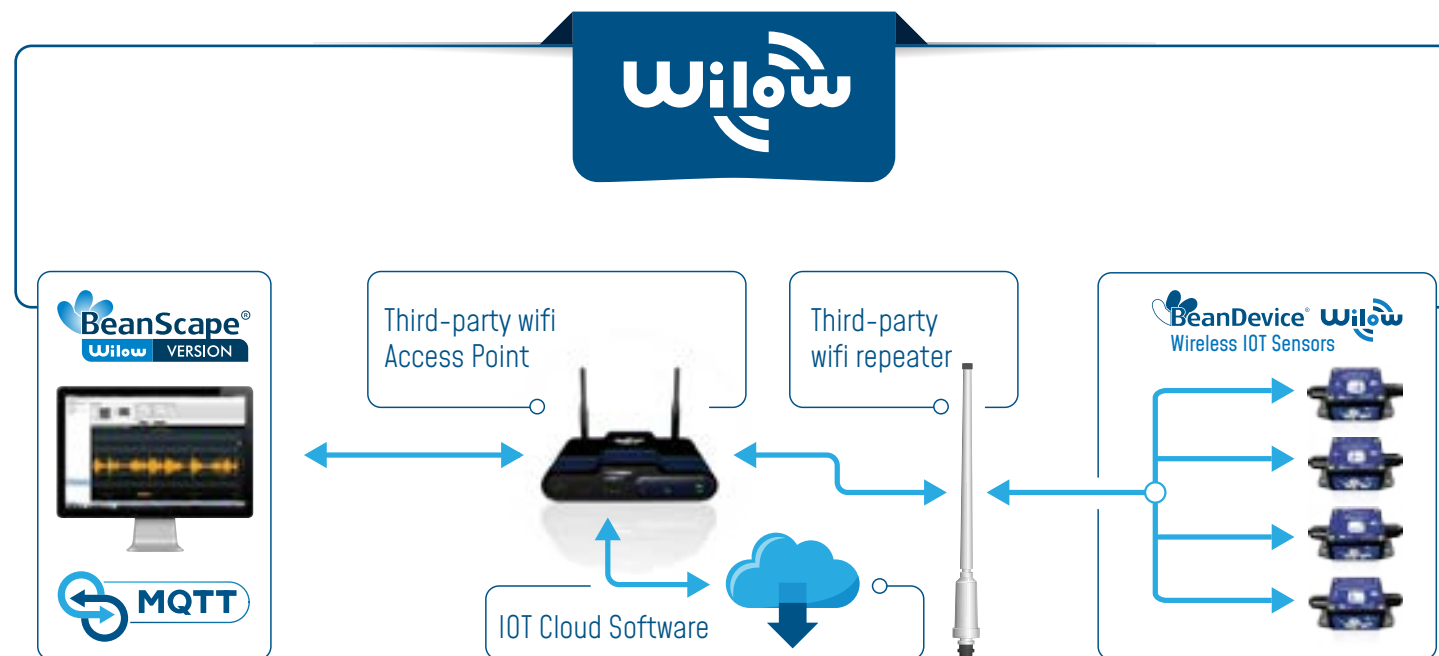 Wilow
BeanScape®
Wilow VERSION
MQTT
Third-party wifi
Access Point
IOT Cloud Software
Third-party
wifi repeater
BeanDevice® Wilow
Wireless IOT Sensors